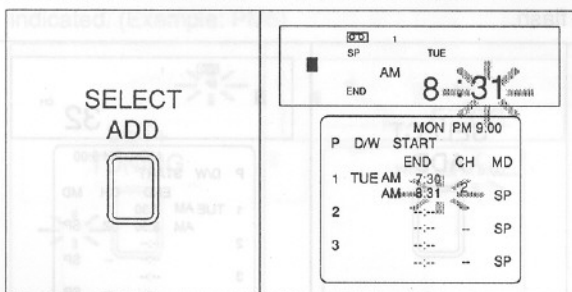 SELECT
ADD
1
SP TUE
AM
END 8:31
MON PM 9:00
P D/W START
END CH MD
1 TUE AM 7:30
AM 8:31 2 SP
2 --:--
--:-- -- SP
3 --:--
--:-- -- SP